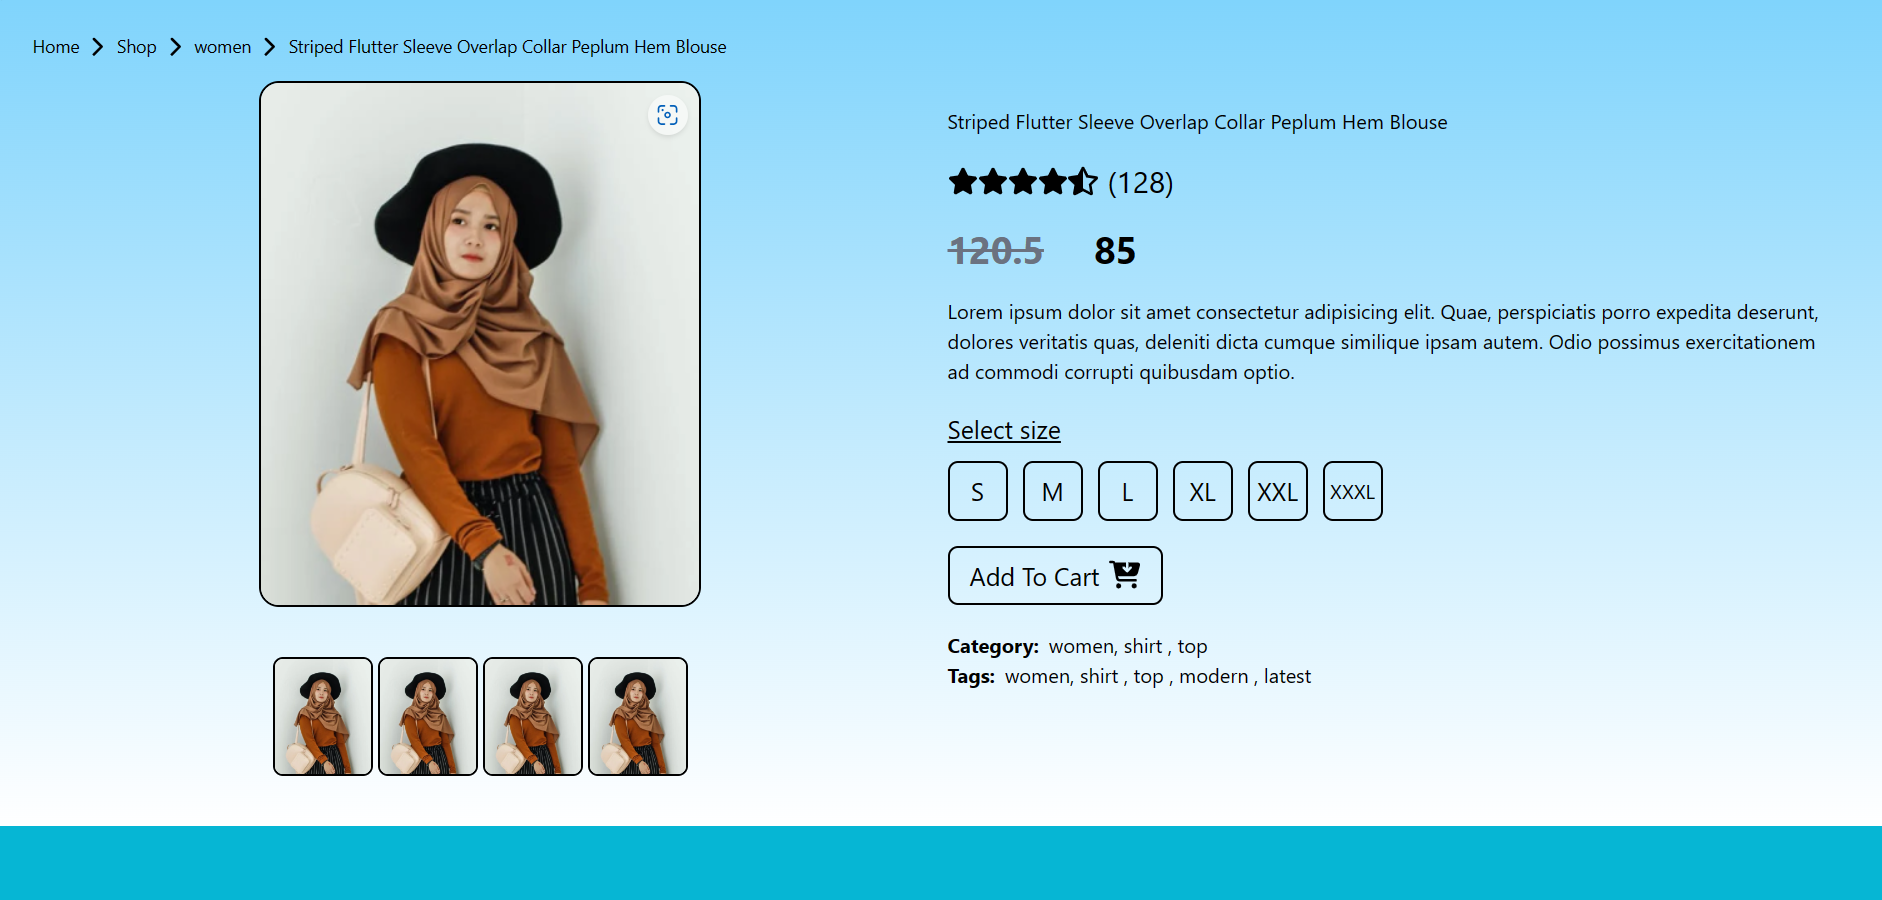 Home Shop women Striped Flutter Sleeve Overlap Collar Peplum Hem Blouse
Striped Flutter Sleeve Overlap Collar Peplum Hem Blouse
(128)
120.5 85
Lorem ipsum dolor sit amet consectetur adipisicing elit. Quae, perspiciatis porro expedita deserunt,
dolores veritatis quas, deleniti dicta cumque similique ipsam autem. Odio possimus exercitationem
ad commodi corrupti quibusdam optio.
Select size
S M L XL XXL XXXL
Add To Cart
Category: women, shirt , top
Tags: women, shirt , top , modern , latest